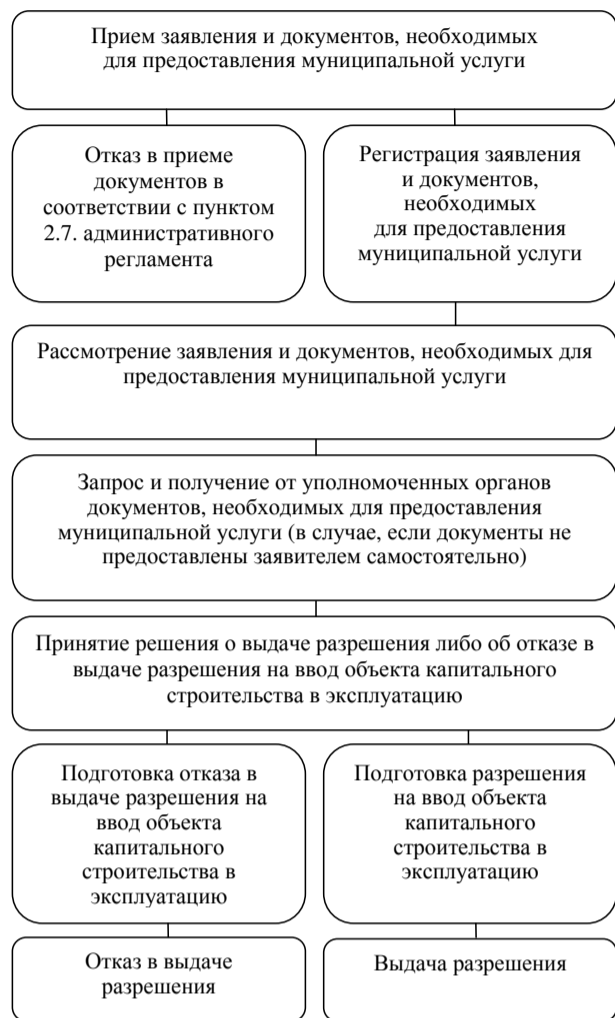 Прием заявления и документов, необходимых
для предоставления муниципальной услуги
Отказ в приеме
документов в
соответствии с пунктом
2.7. административного
регламента
Регистрация заявления
и документов,
необходимых
для предоставления
муниципальной услуги
Рассмотрение заявления и документов, необходимых для
предоставления муниципальной услуги
Запрос и получение от уполномоченных органов
документов, необходимых для предоставления
муниципальной услуги (в случае, если документы не
предоставлены заявителем самостоятельно)
Принятие решения о выдаче разрешения либо об отказе в
выдаче разрешения на ввод объекта капитального
строительства в эксплуатацию
Подготовка отказа в
выдаче разрешения на
ввод объекта
капитального
строительства в
эксплуатацию
Подготовка разрешения
на ввод объекта
капитального
строительства в
эксплуатацию
Отказ в выдаче
разрешения
Выдача разрешения